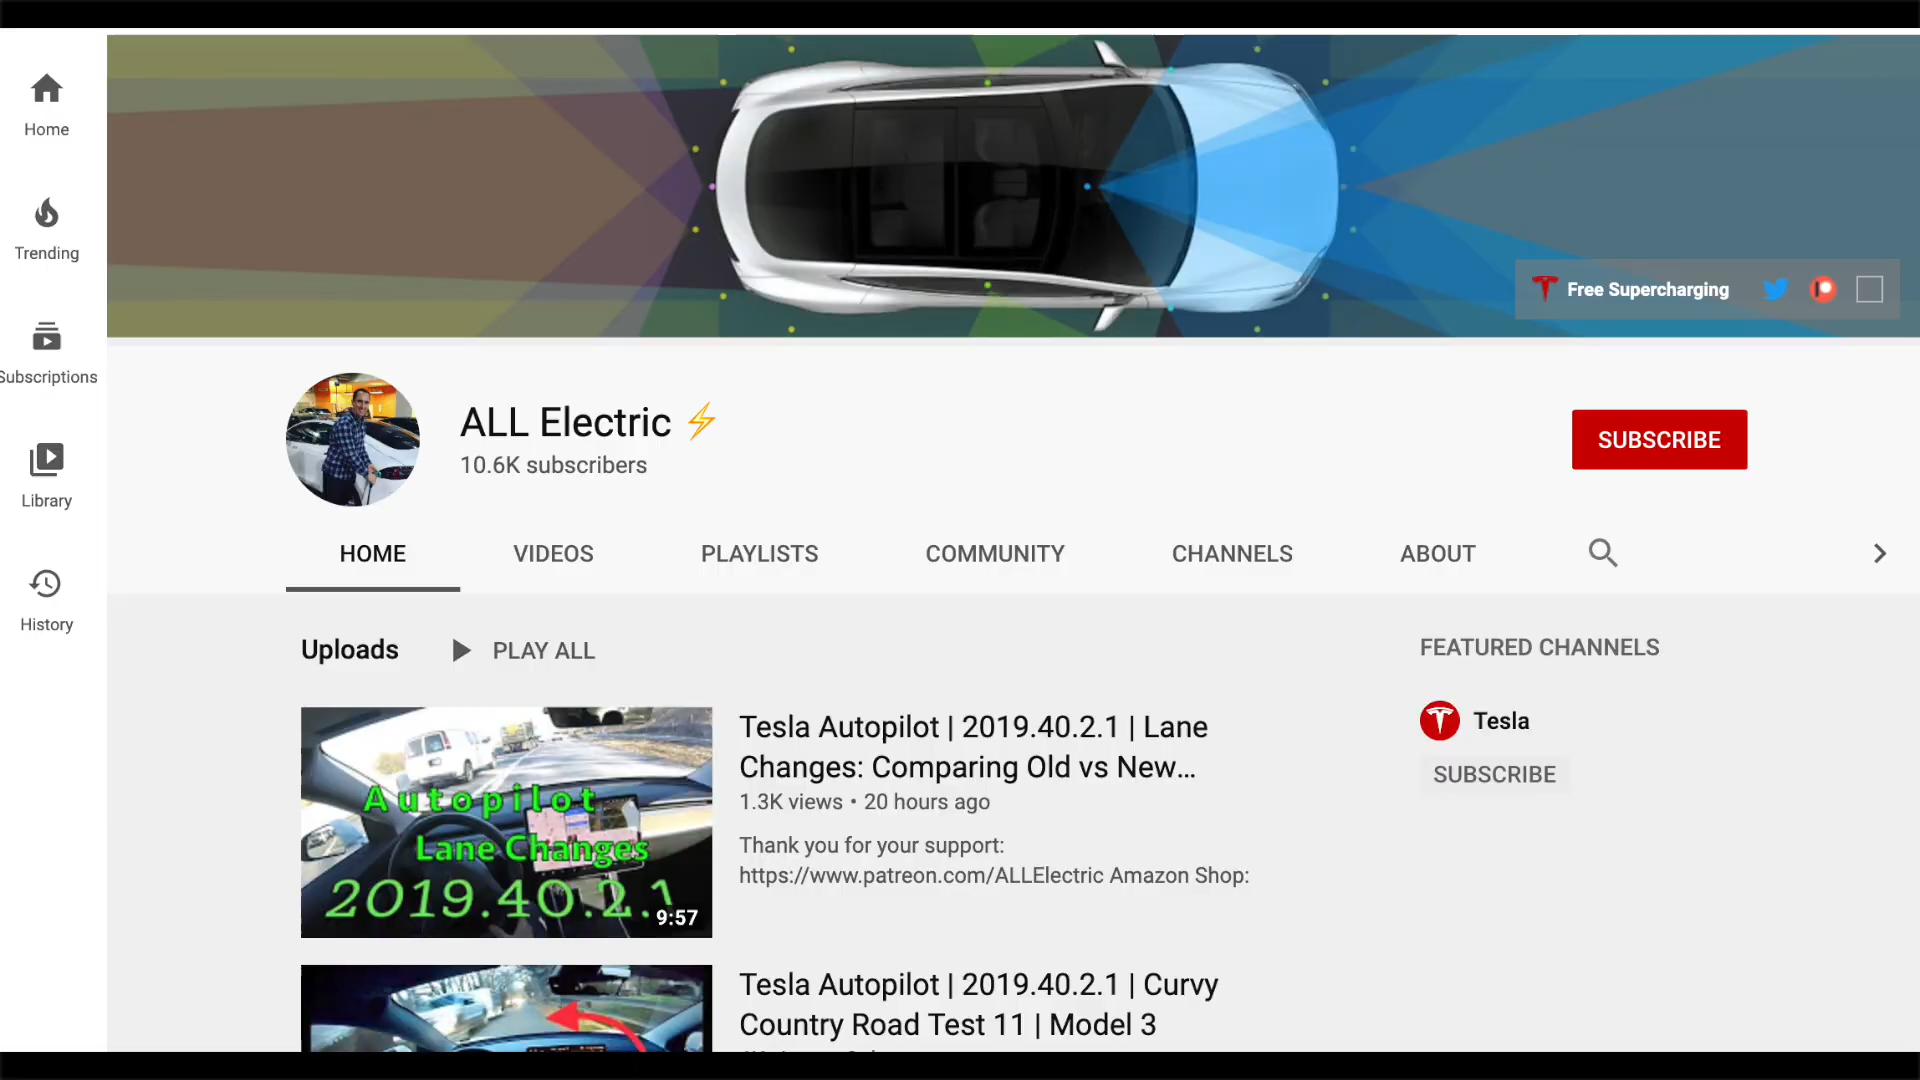 Free Supercharging
Home
Trending
Subscriptions
Library
History
ALL Electric ⚡
10.6K subscribers
SUBSCRIBE
HOME
VIDEOS
PLAYLISTS
COMMUNITY
CHANNELS
ABOUT
Uploads
PLAY ALL
FEATURED CHANNELS
Autopilot
Lane Changes
2019.40.2.1
9:57
Tesla Autopilot | 2019.40.2.1 | Lane
Changes: Comparing Old vs New...
1.3K views • 20 hours ago
Thank you for your support:
https://www.patreon.com/ALLElectric Amazon Shop:
Tesla
SUBSCRIBE
Tesla Autopilot | 2019.40.2.1 | Curvy
Country Road Test 11 | Model 3